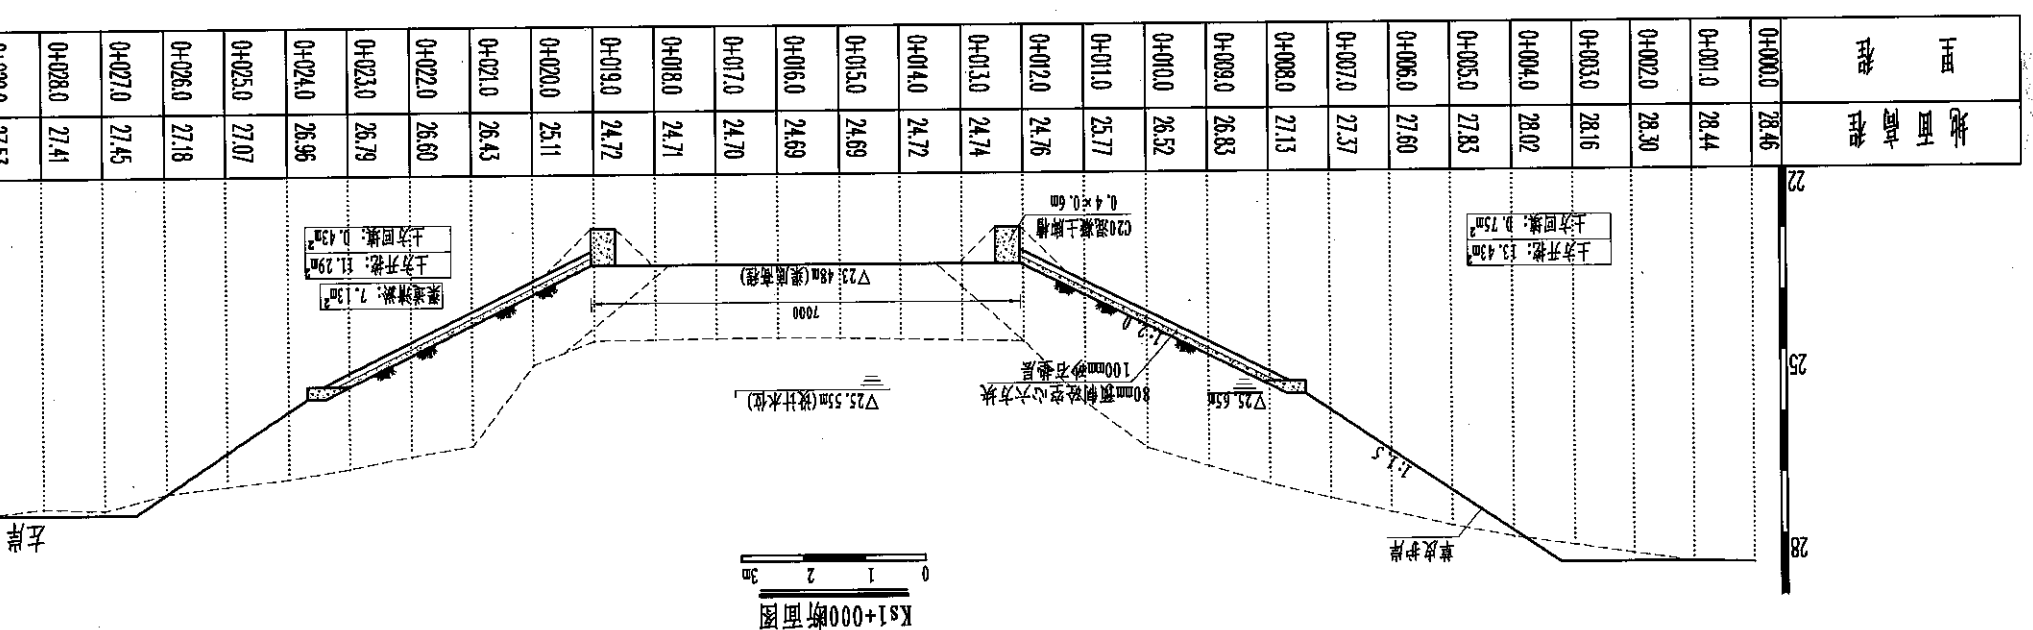 Ks1+000断面图
0 1 2 3m
左岸
28
25
22
草皮护岸
1:1.5
▽25.65m
▽25.55m(设计水位)
80mm预制砼空心六方块
100mm砂石垫层
1:2.0
7000
▽23.48m(渠底高程)
C20混凝土脚槽
0.4×0.6m
土方开挖: 13.43m²
土方回填: 0.75m²
渠道清淤: 7.13m²
土方开挖: 11.29m²
土方回填: 0.43m²
地面高程 28.46 28.44 28.30 28.16 28.02 27.83 27.60 27.37 27.13 26.83 26.52 25.77 24.76 24.74 24.72 24.69 24.69 24.70 24.71 24.72 25.11 26.43 26.60 26.79 26.96 27.07 27.18 27.45 27.41
里程 0+000.0 0+001.0 0+002.0 0+003.0 0+004.0 0+005.0 0+006.0 0+007.0 0+008.0 0+009.0 0+010.0 0+011.0 0+012.0 0+013.0 0+014.0 0+015.0 0+016.0 0+017.0 0+018.0 0+019.0 0+020.0 0+021.0 0+022.0 0+023.0 0+024.0 0+025.0 0+026.0 0+027.0 0+028.0